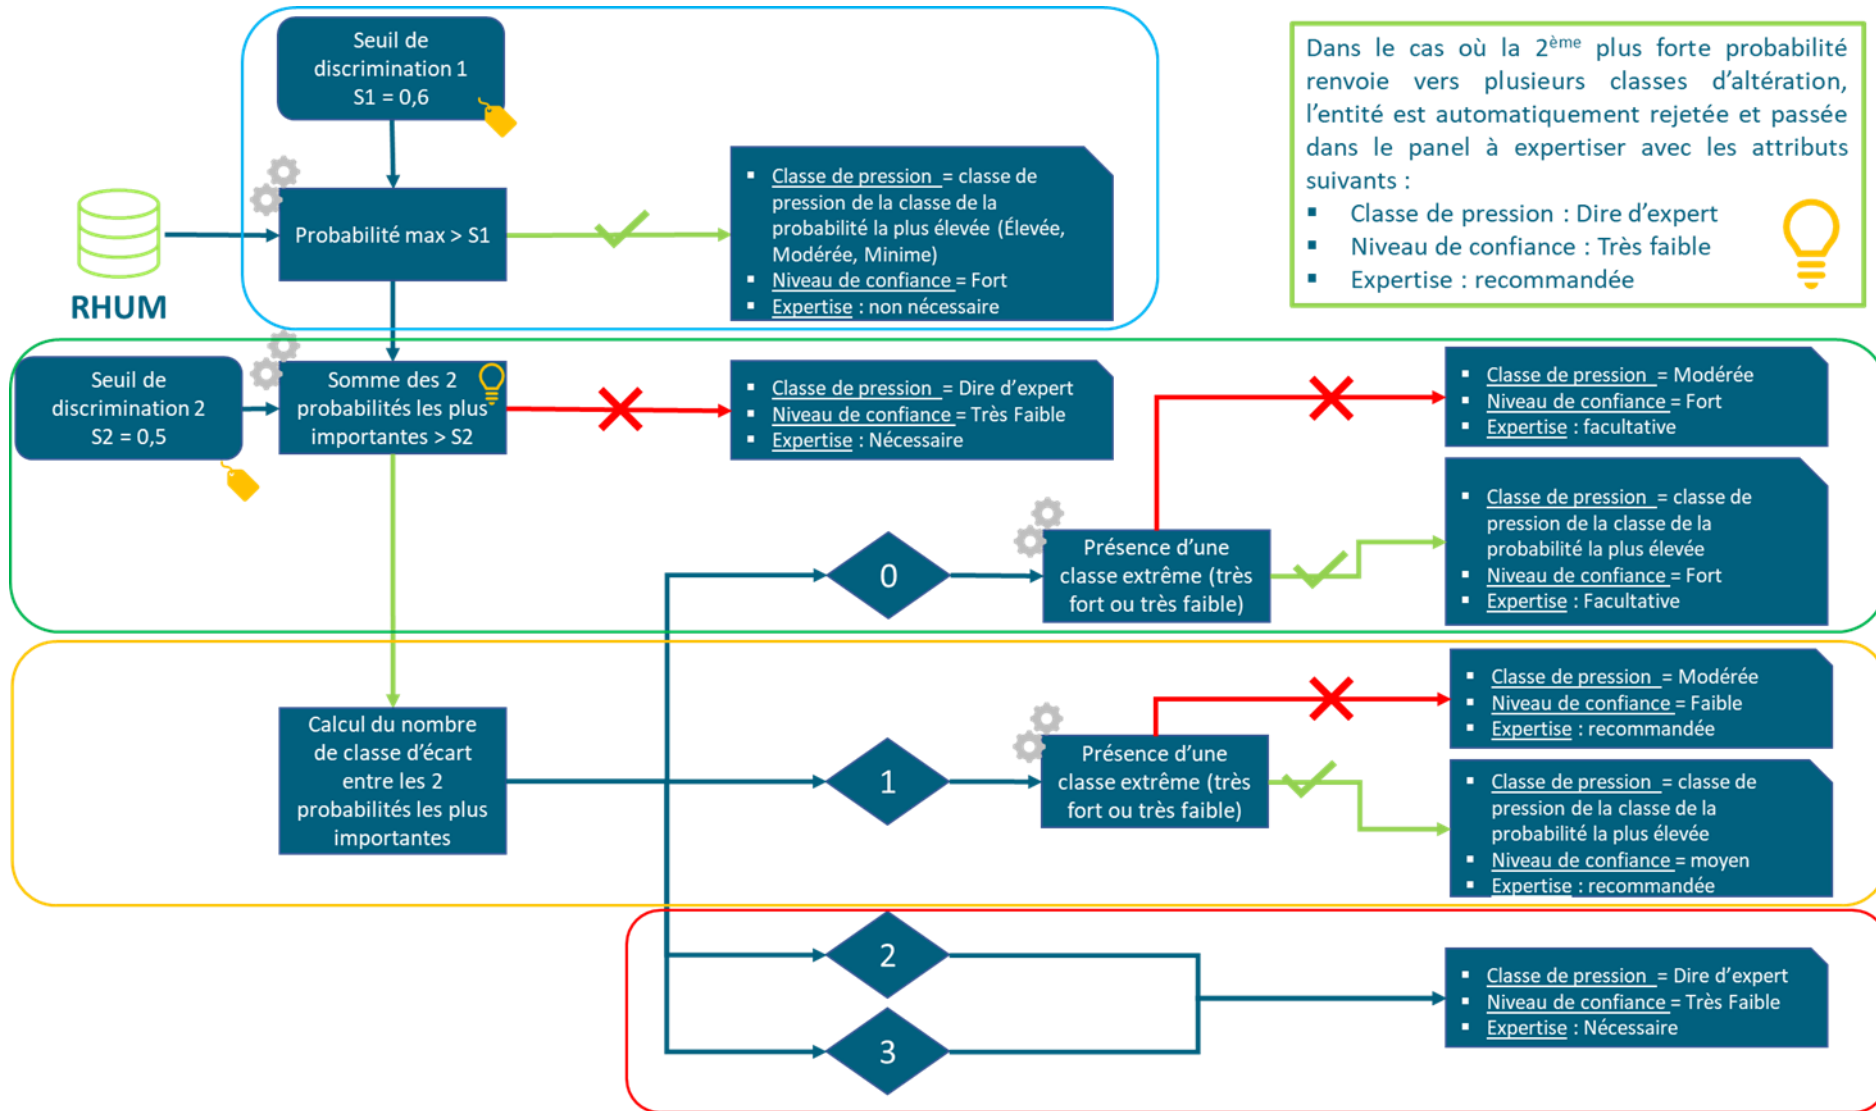 Seuil de
discrimination 1
S1 = 0,6
Dans le cas où la 2ème plus forte probabilité
renvoie vers plusieurs classes d’altération,
l’entité est automatiquement rejetée et passée
dans le panel à expertiser avec les attributs
suivants :
▪ Classe de pression : Dire d’expert
▪ Niveau de confiance : Très faible
▪ Expertise : recommandée
RHUM
Probabilité max > S1
▪ Classe de pression = classe de
pression de la classe de la
probabilité la plus élevée (Élevée,
Modérée, Minime)
▪ Niveau de confiance = Fort
▪ Expertise : non nécessaire
Seuil de
discrimination 2
S2 = 0,5
Somme des 2
probabilités les plus
importantes > S2
▪ Classe de pression = Dire d’expert
▪ Niveau de confiance = Très Faible
▪ Expertise : Nécessaire
▪ Classe de pression = Modérée
▪ Niveau de confiance = Fort
▪ Expertise : facultative
0
Présence d’une
classe extrême (très
fort ou très faible)
▪ Classe de pression = classe de
pression de la classe de la
probabilité la plus élevée
▪ Niveau de confiance = Fort
▪ Expertise : Facultative
Calcul du nombre
de classe d’écart
entre les 2
probabilités les plus
importantes
1
Présence d’une
classe extrême (très
fort ou très faible)
▪ Classe de pression = Modérée
▪ Niveau de confiance = Faible
▪ Expertise : recommandée
▪ Classe de pression = classe de
pression de la classe de la
probabilité la plus élevée
▪ Niveau de confiance = moyen
▪ Expertise : recommandée
2
3
▪ Classe de pression = Dire d’expert
▪ Niveau de confiance = Très Faible
▪ Expertise : Nécessaire